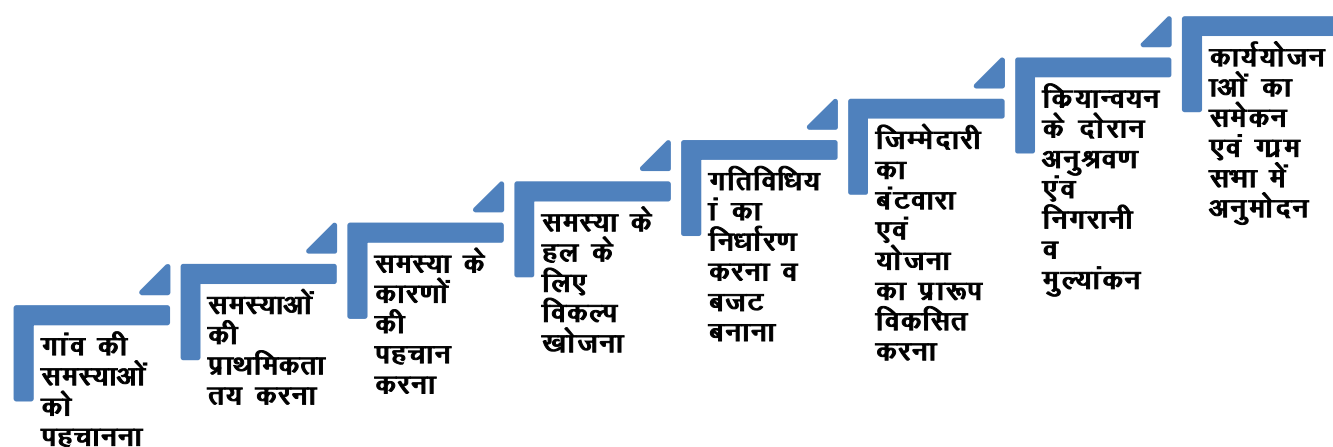 गांव की
समस्याओं
को
पहचानना
समस्याओं
की
प्राथमिकता
तय करना
समस्या के
कारणों
की
पहचान
करना
समस्या के
हल के
लिए
विकल्प
खोजना
गतिविधिय
ां का
निर्धारण
करना व
बजट
बनाना
जिम्मेदारी
का
बंटवारा
एवं
योजना
का प्रारूप
विकसित
करना
कियान्वयन
के दोरान
अनुश्रवण
एंव
निगरानी
व
मुल्यांकन
कार्ययोजन
ाओं का
समेकन
एवं गा्रम
सभा में
अनुमोदन